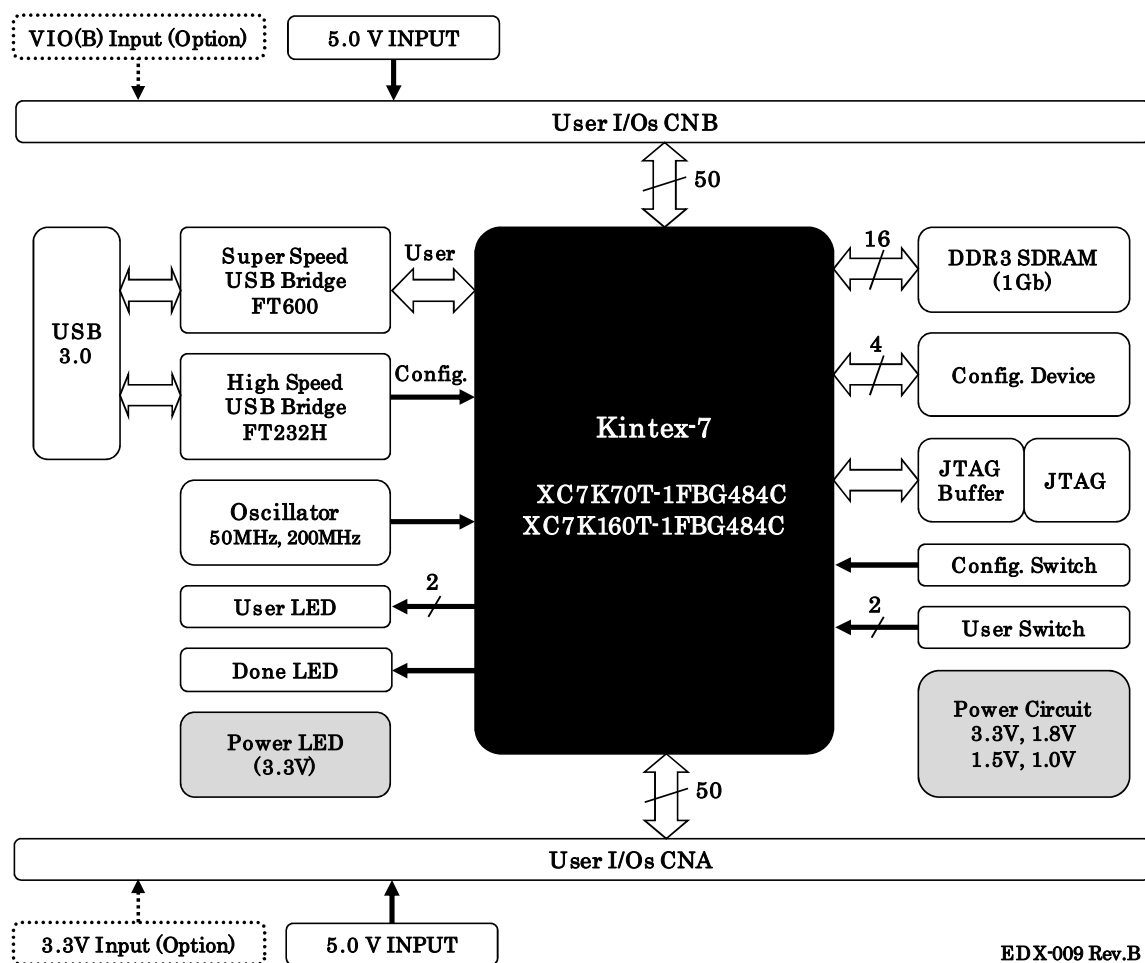 VIO(B) Input (Option)
5.0 V INPUT
User I/Os CNB
50
USB
3.0
Super Speed
USB Bridge
FT600
User
High Speed
USB Bridge
FT232H
Config.
Oscillator
50MHz, 200MHz
User LED
2
Done LED
Power LED
(3.3V)
Kintex-7
XC7K70T-1FBG484C
XC7K160T-1FBG484C
16
DDR3 SDRAM
(1Gb)
4
Config. Device
JTAG
Buffer
JTAG
Config. Switch
2
User Switch
Power Circuit
3.3V, 1.8V
1.5V, 1.0V
50
User I/Os CNA
3.3V Input (Option)
5.0 V INPUT
EDX-009 Rev.B